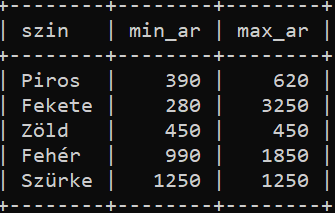 +--------+--------+--------+
| szin   | min_ar | max_ar |
+--------+--------+--------+
| Piros  |    390 |    620 |
| Fekete |    280 |   3250 |
| Zöld   |    450 |    450 |
| Fehér  |    990 |   1850 |
| Szürke |   1250 |   1250 |
+--------+--------+--------+